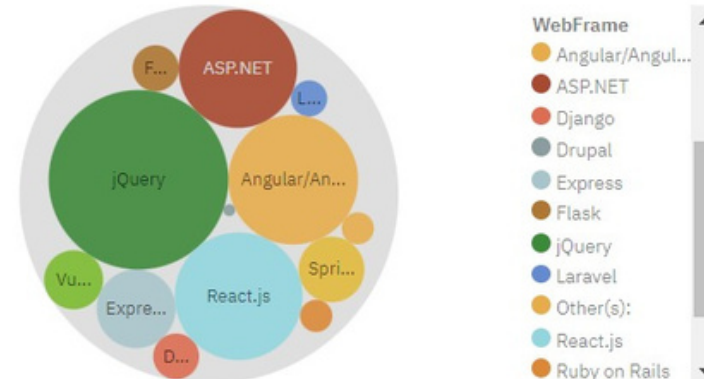 F...
ASP.NET
L...
jQuery
Angular/An...
Vu...
Expre...
React.js
Spri...
D...
WebFrame
Angular/Angul...
ASP.NET
Django
Drupal
Express
Flask
jQuery
Laravel
Other(s):
React.js
Ruby on Rails